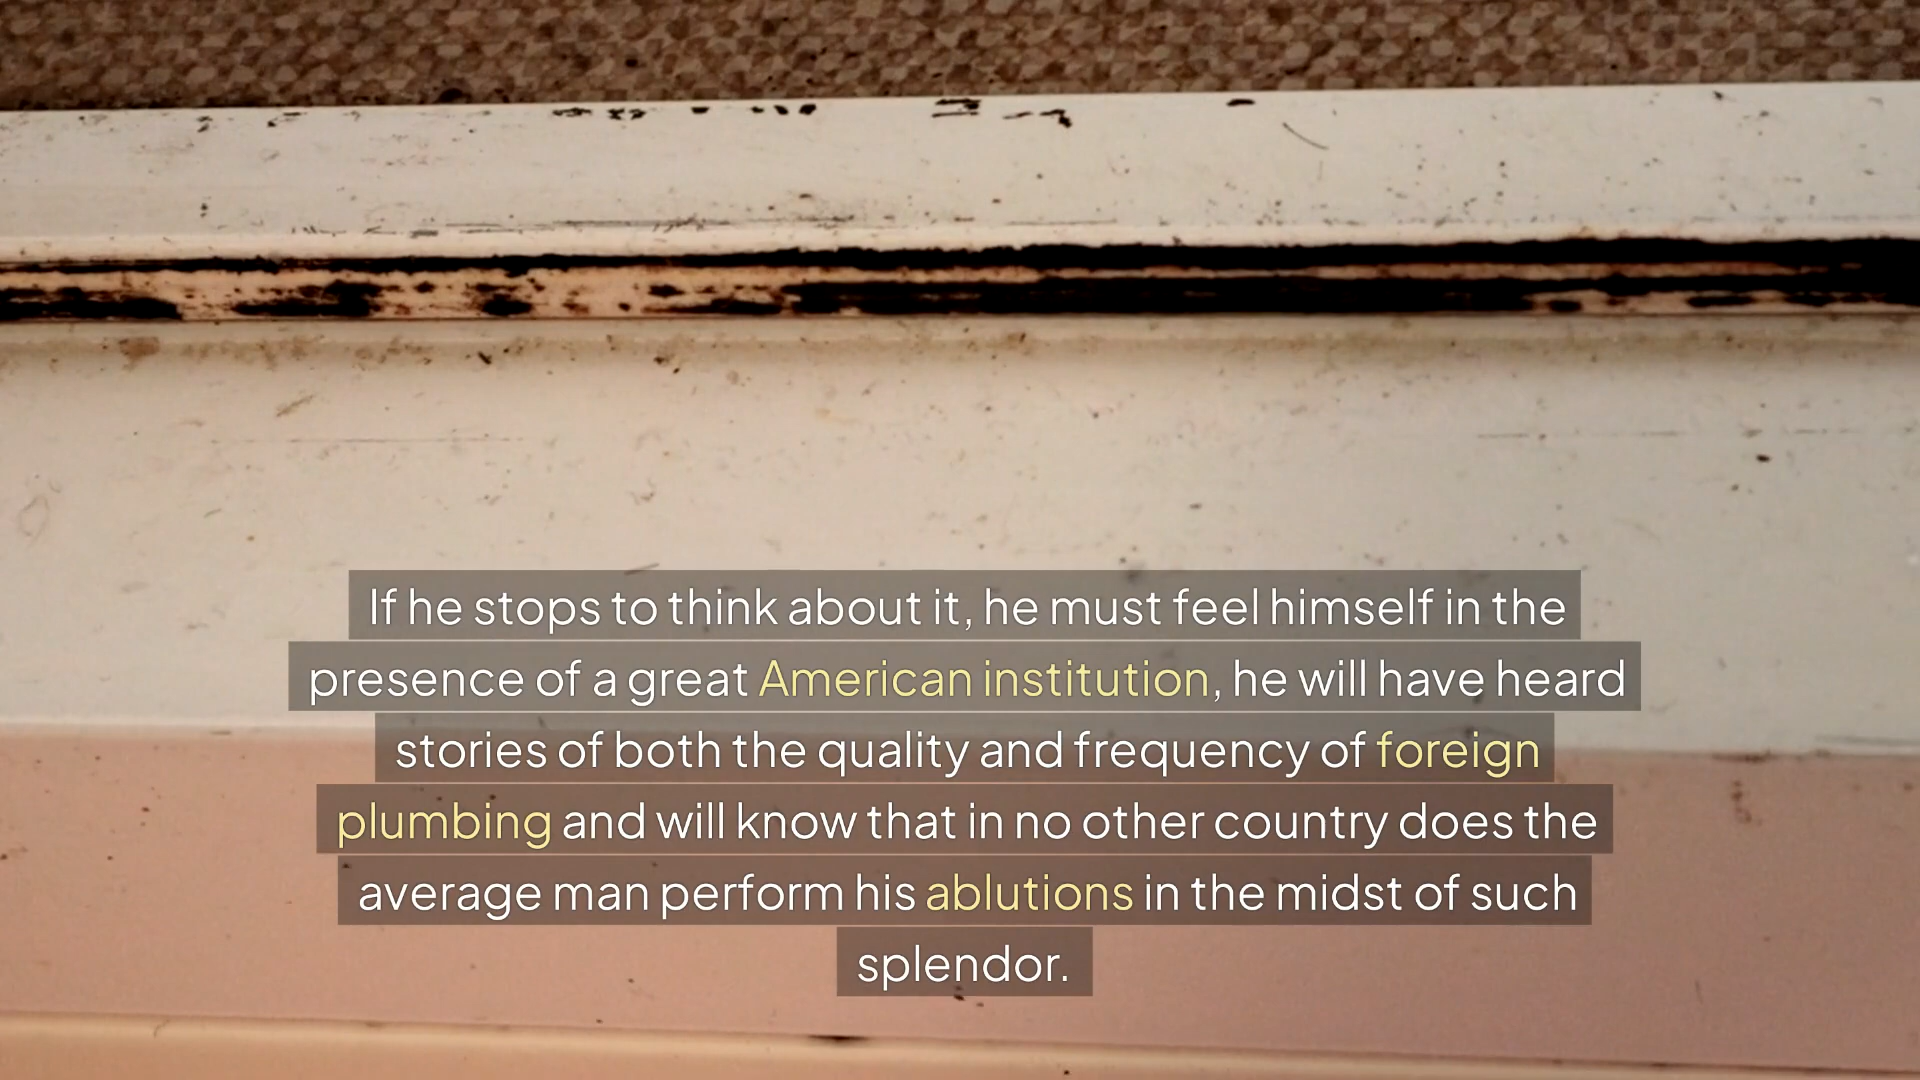 If he stops to think about it, he must feel himself in the
presence of a great American institution, he will have heard
stories of both the quality and frequency of foreign
plumbing and will know that in no other country does the
average man perform his ablutions in the midst of such
splendor.